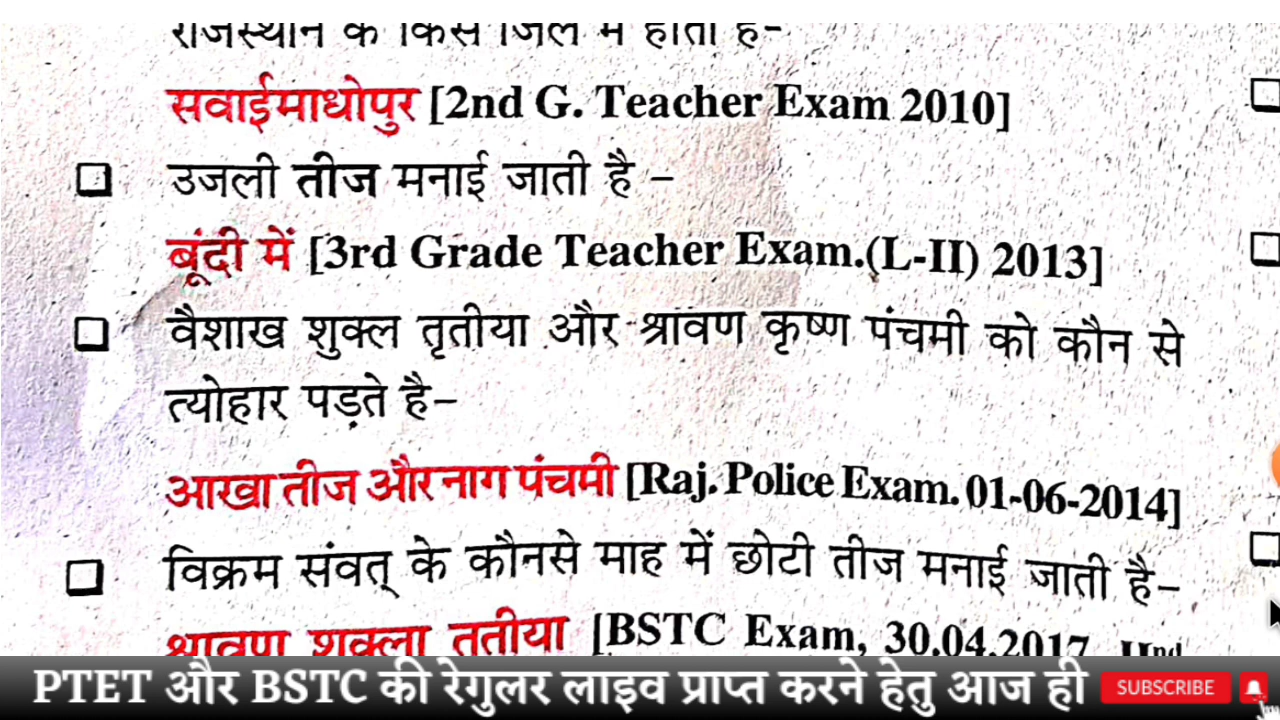 राजस्थान के किस जिले में होता है-
सवाईमाधोपुर [2nd G. Teacher Exam 2010]
उजली तीज मनाई जाती है –
बूंदी में [3rd Grade Teacher Exam.(L-II) 2013]
वैशाख शुक्ल तृतीया और श्रावण कृष्ण पंचमी को कौन से
त्योहार पड़ते है–
आखा तीज और नाग पंचमी [Raj. Police Exam. 01-06-2014]
विक्रम संवत् के कौनसे माह में छोटी तीज मनाई जाती है–
श्रावण शुक्ला तृतीया [BSTC Exam, 30.04.2017, IInd
PTET और BSTC की रेगुलर लाइव प्राप्त करने हेतु आज ही SUBSCRIBE